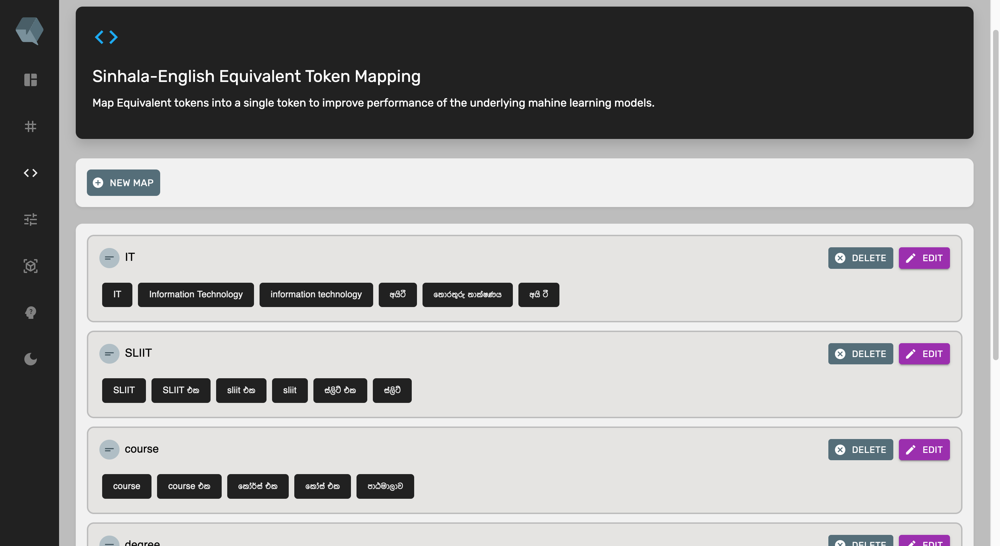 Sinhala-English Equivalent Token Mapping
Map Equivalent tokens into a single token to improve performance of the underlying mahine learning models.
NEW MAP
IT DELETE EDIT
IT Information Technology information technology අයිටී තොරතුරු තාක්ෂණය අයි ටී
SLIIT DELETE EDIT
SLIIT SLIIT එක sliit එක sliit ස්ලිට් එක ස්ලිට්
course DELETE EDIT
course course එක කෝර්ස් එක කෝස් එක පාඨමාලාව
degree DELETE EDIT